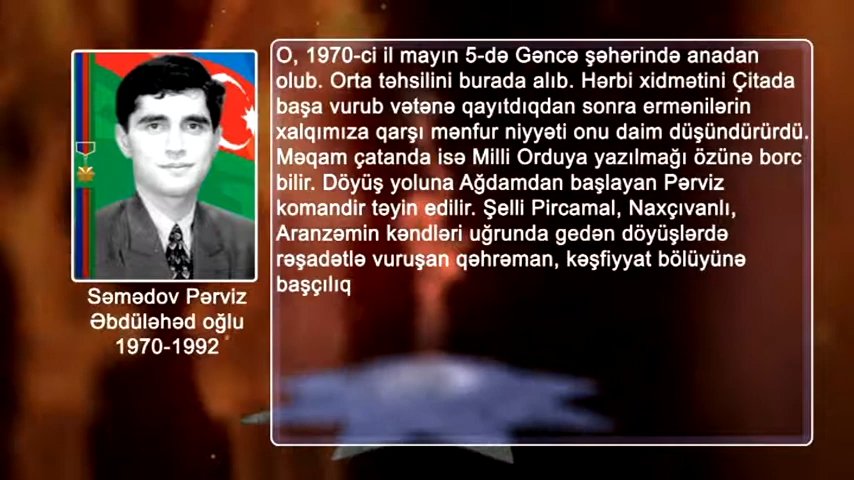 Səmədov Pərviz
Əbdüləhəd oğlu
1970-1992
O, 1970-ci il mayın 5-də Gəncə şəhərində anadan
olub. Orta təhsilini burada alıb. Hərbi xidmətini Çitada
başa vurub vətənə qayıtdıqdan sonra ermənilərin
xalqımıza qarşı mənfur niyyəti onu daim düşündürürdü.
Məqam çatanda isə Milli Orduya yazılmağı özünə borc
bilir. Döyüş yoluna Ağdamdan başlayan Pərviz
komandir təyin edilir. Şelli Pircamal, Naxçıvanlı,
Aranzəmin kəndləri uğrunda gedən döyüşlərdə
rəşadətlə vuruşan qəhrəman, kəşfiyyat bölüyünə
başçılıq